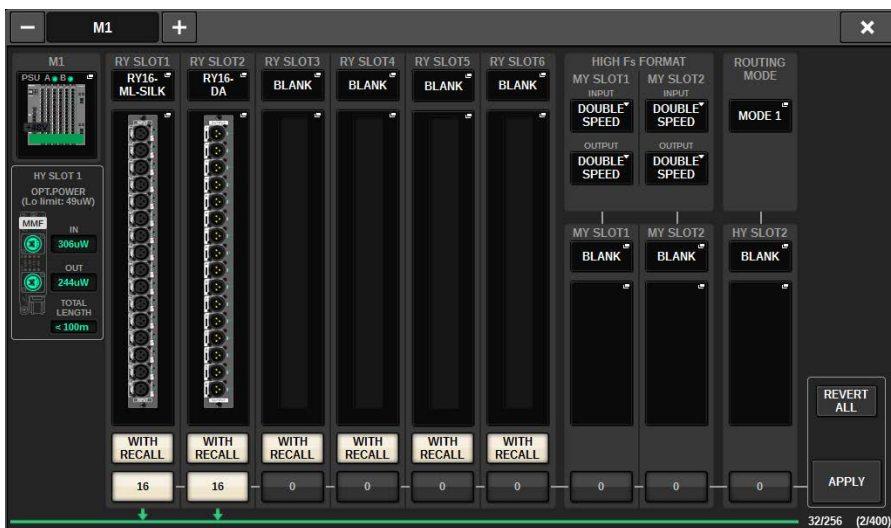 M1
M1
PSU A B
RY SLOT1
RY16-
ML-SILK
RY SLOT2
RY16-
DA
RY SLOT3
BLANK
RY SLOT4
BLANK
RY SLOT5
BLANK
RY SLOT6
BLANK
HIGH Fs FORMAT
MY SLOT1
MY SLOT2
INPUT
INPUT
DOUBLE
SPEED
DOUBLE
SPEED
OUTPUT
OUTPUT
DOUBLE
SPEED
DOUBLE
SPEED
ROUTING
MODE
MODE 1
HY SLOT 1
OPT.POWER
(Lo limit: 49uW)
MMF
IN
306uW
OUT
244uW
TOTAL
LENGTH
< 100m
MY SLOT1
BLANK
MY SLOT2
BLANK
HY SLOT2
BLANK
WITH
RECALL
WITH
RECALL
WITH
RECALL
WITH
RECALL
WITH
RECALL
WITH
RECALL
REVERT
ALL
16
16
0
0
0
0
0
0
0
APPLY
32/256 (2/400)